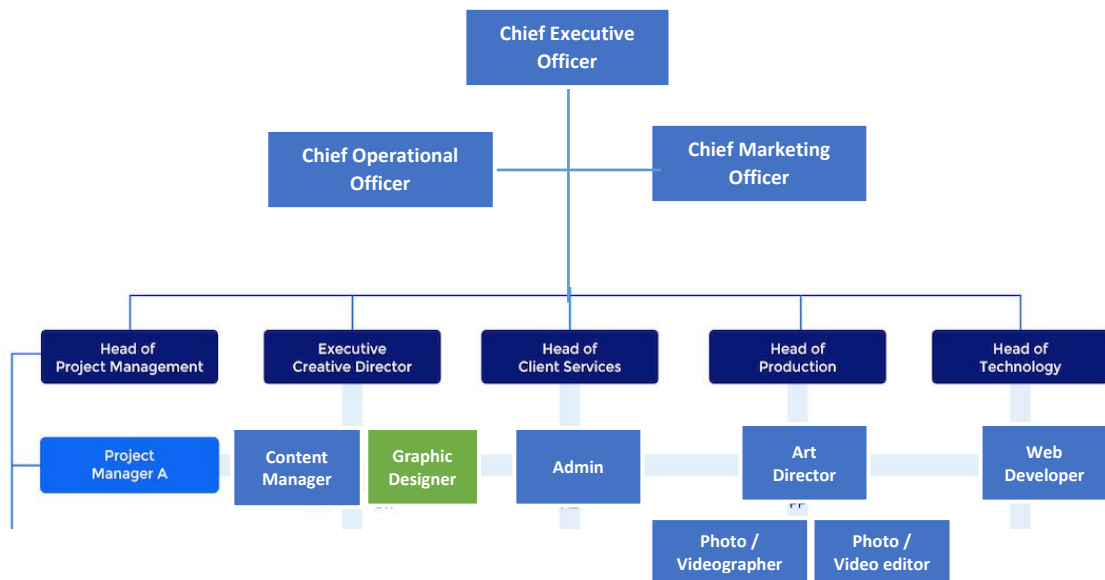 Chief Executive
Officer
Chief Operational
Officer
Chief Marketing
Officer
Head of
Project Management
Executive
Creative Director
Head of
Client Services
Head of
Production
Head of
Technology
Project
Manager A
Content
Manager
Graphic
Designer
Admin
Art
Director
Web
Developer
Photo /
Videographer
Photo /
Video editor